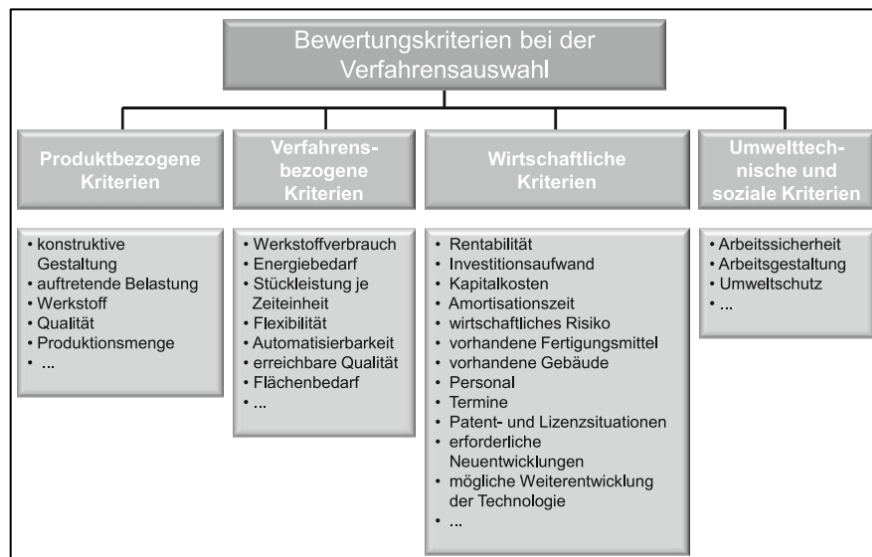 Bewertungskriterien bei der
Verfahrensauswahl
Produktbezogene
Kriterien
• konstruktive
Gestaltung
• auftretende Belastung
• Werkstoff
• Qualität
• Produktionsmenge
• ...
Verfahrens-
bezogene
Kriterien
• Werkstoffverbrauch
• Energiebedarf
• Stückleistung je
Zeiteinheit
• Flexibilität
• Automatisierbarkeit
• erreichbare Qualität
• Flächenbedarf
• ...
Wirtschaftliche
Kriterien
• Rentabilität
• Investitionsaufwand
• Kapitalkosten
• Amortisationszeit
• wirtschaftliches Risiko
• vorhandene Fertigungsmittel
• vorhandene Gebäude
• Personal
• Termine
• Patent- und Lizenzsituationen
• erforderliche
Neuentwicklungen
• mögliche Weiterentwicklung
der Technologie
• ...
Umwelttech-
nische und
soziale Kriterien
• Arbeitssicherheit
• Arbeitsgestaltung
• Umweltschutz
• ...